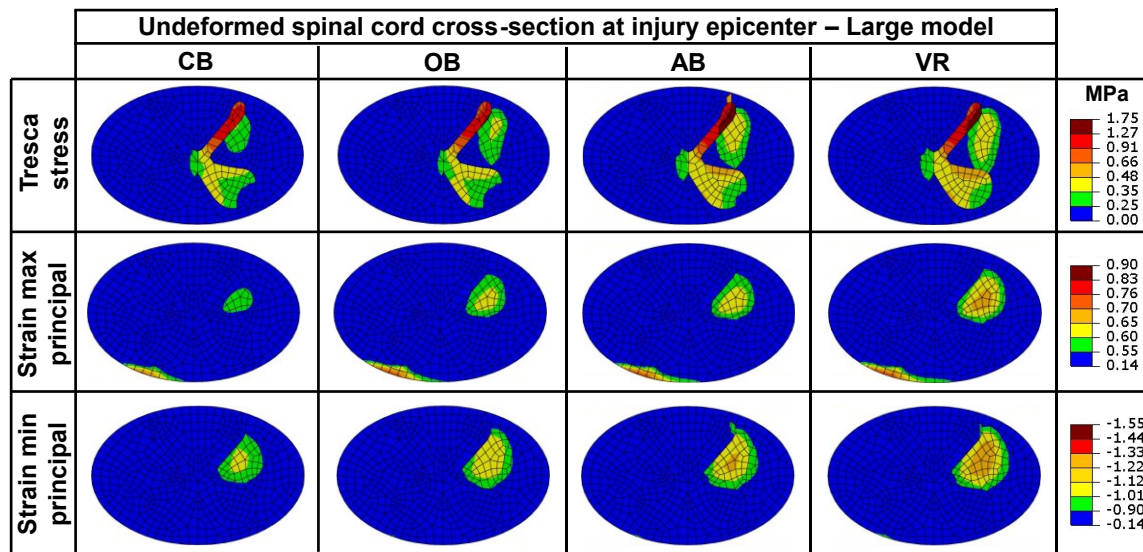 Undeformed spinal cord cross-section at injury epicenter – Large model
CB OB AB VR
Tresca
stress
MPa
1.75
1.27
0.91
0.66
0.48
0.35
0.25
0.00
Strain max
principal
0.90
0.83
0.76
0.70
0.65
0.60
0.55
0.14
Strain min
principal
-1.55
-1.44
-1.33
-1.22
-1.12
-1.01
-0.90
-0.14